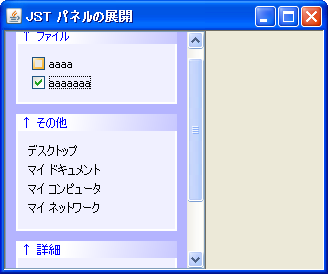 JST パネルの展開
↑ ファイル
aaaa
aaaaaaa
↑ その他
デスクトップ
マイ ドキュメント
マイ コンピュータ
マイ ネットワーク
↑ 詳細